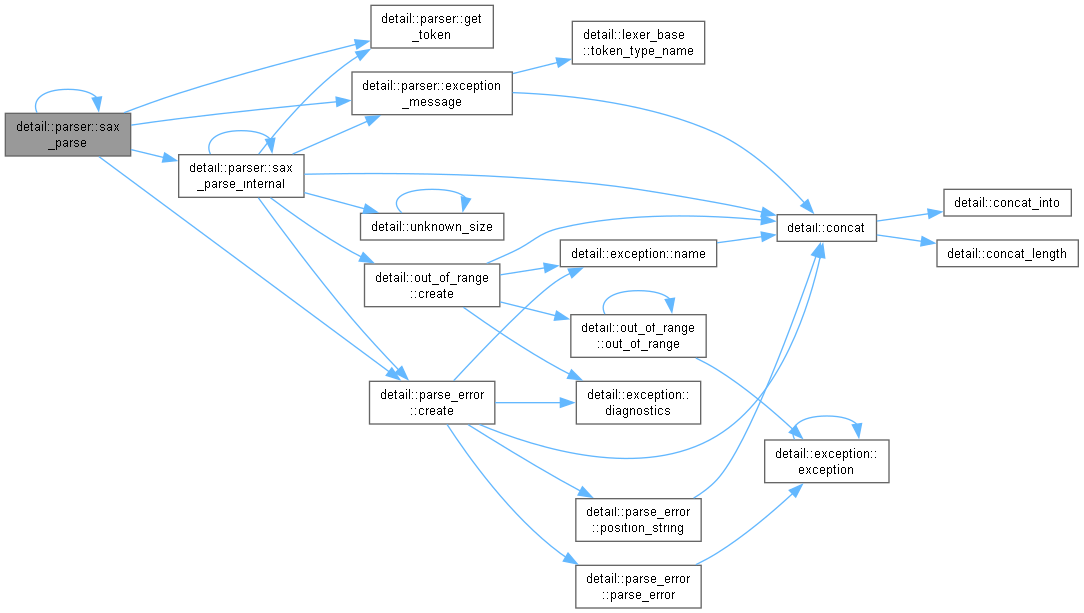 detail::parser::get
_token
detail::lexer_base
::token_type_name
detail::parser::exception
_message
detail::parser::sax
_parse
detail::parser::sax
_parse_internal
detail::concat_into
detail::unknown_size
detail::concat
detail::exception::name
detail::concat_length
detail::out_of_range
::create
detail::out_of_range
::out_of_range
detail::parse_error
::create
detail::exception::
diagnostics
detail::exception::
exception
detail::parse_error
::position_string
detail::parse_error
::parse_error